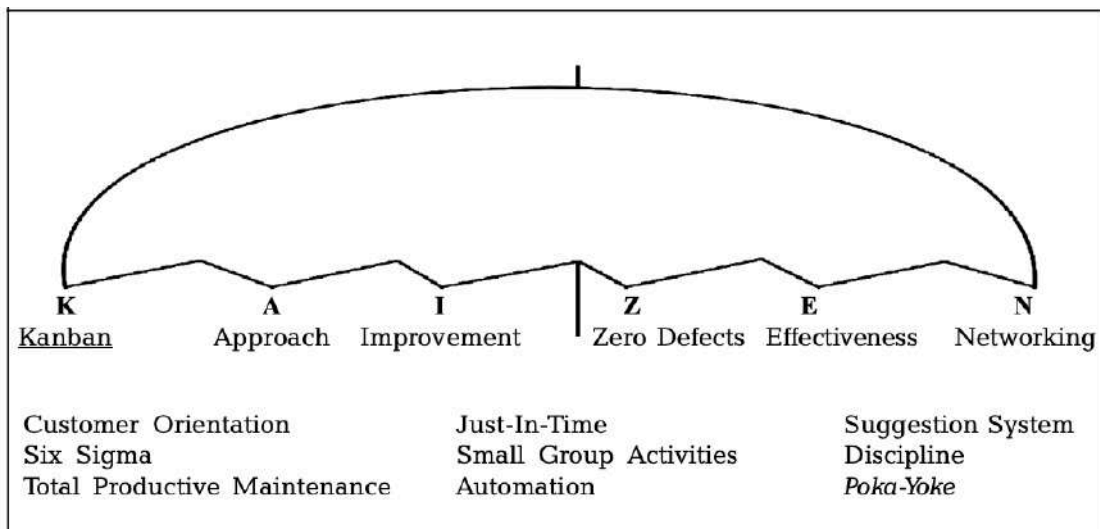 K A I Z E N
Kanban Approach Improvement Zero Defects Effectiveness Networking
Customer Orientation Just-In-Time Suggestion System
Six Sigma Small Group Activities Discipline
Total Productive Maintenance Automation Poka-Yoke